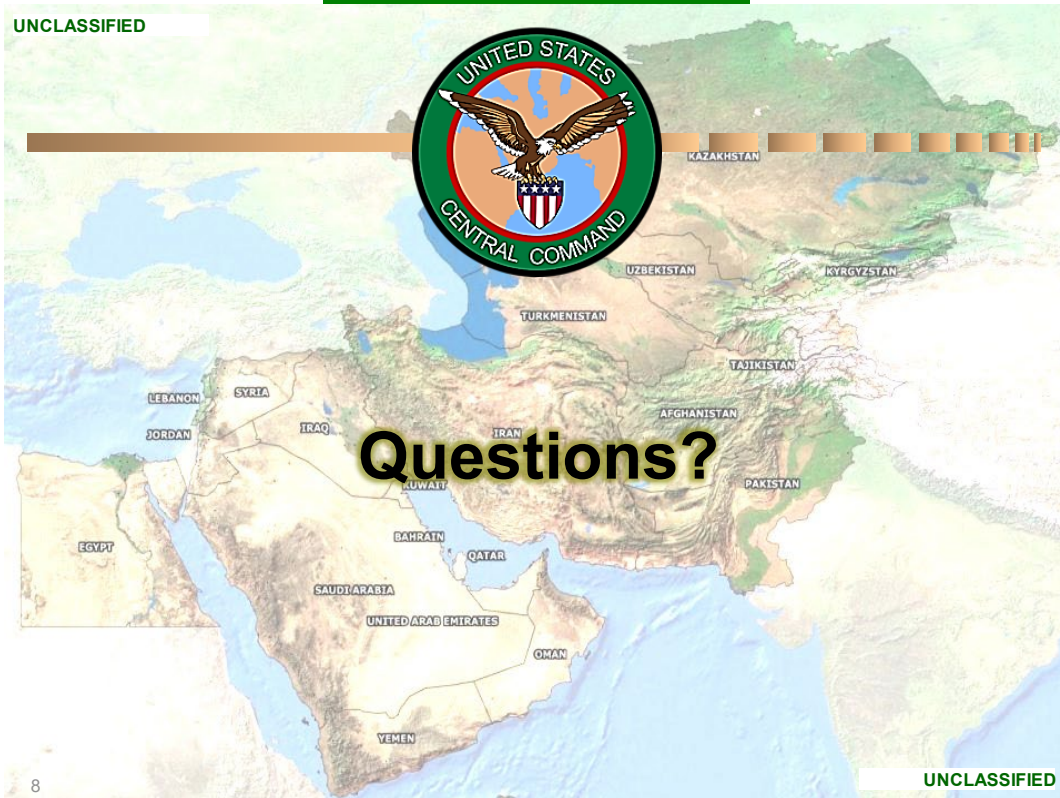 UNCLASSIFIED
UNITED STATES
CENTRAL COMMAND
KAZAKHSTAN
UZBEKISTAN
KYRGYZSTAN
TURKMENISTAN
TAJIKISTAN
LEBANON
SYRIA
AFGHANISTAN
JORDAN
IRAQ
IRAN
Questions?
KUWAIT
PAKISTAN
BAHRAIN
EGYPT
QATAR
SAUDI ARABIA
UNITED ARAB EMIRATES
OMAN
YEMEN
8
UNCLASSIFIED